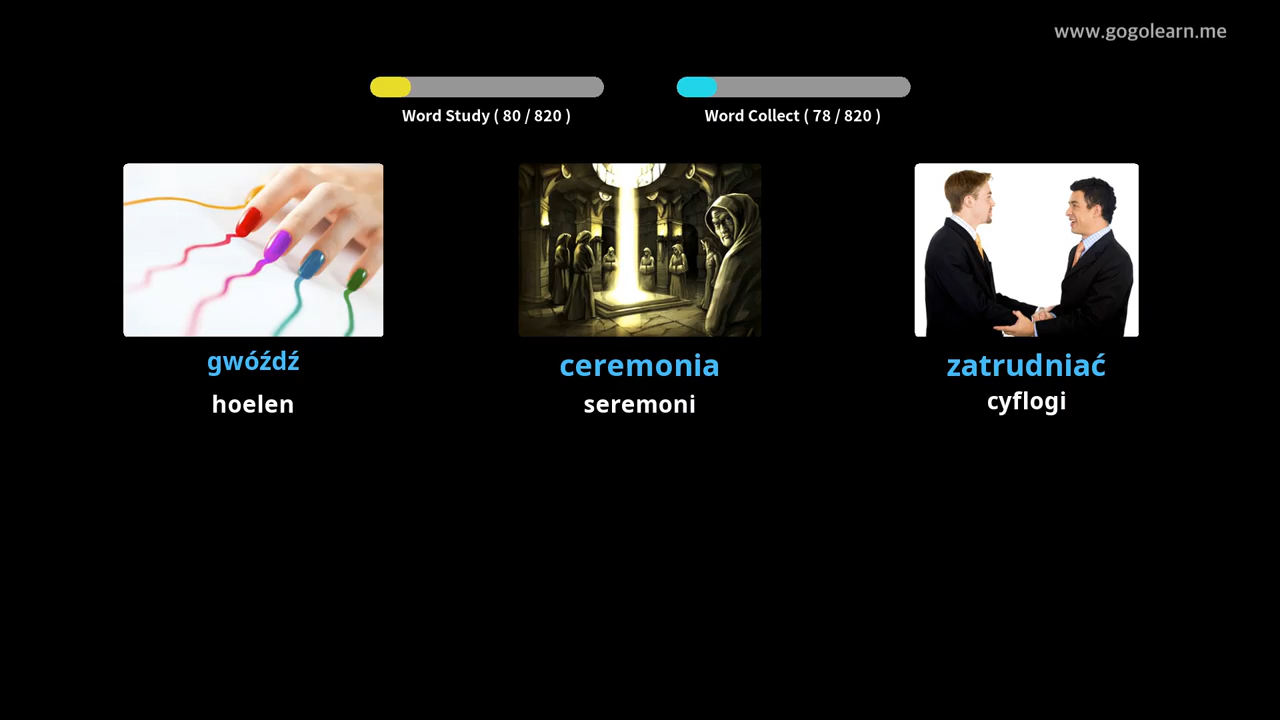 www.gogolearn.me
Word Study ( 80 / 820 )
Word Collect ( 78 / 820 )
gwóźdź
ceremonia
zatrudniać
hoelen
seremoni
cyflogi